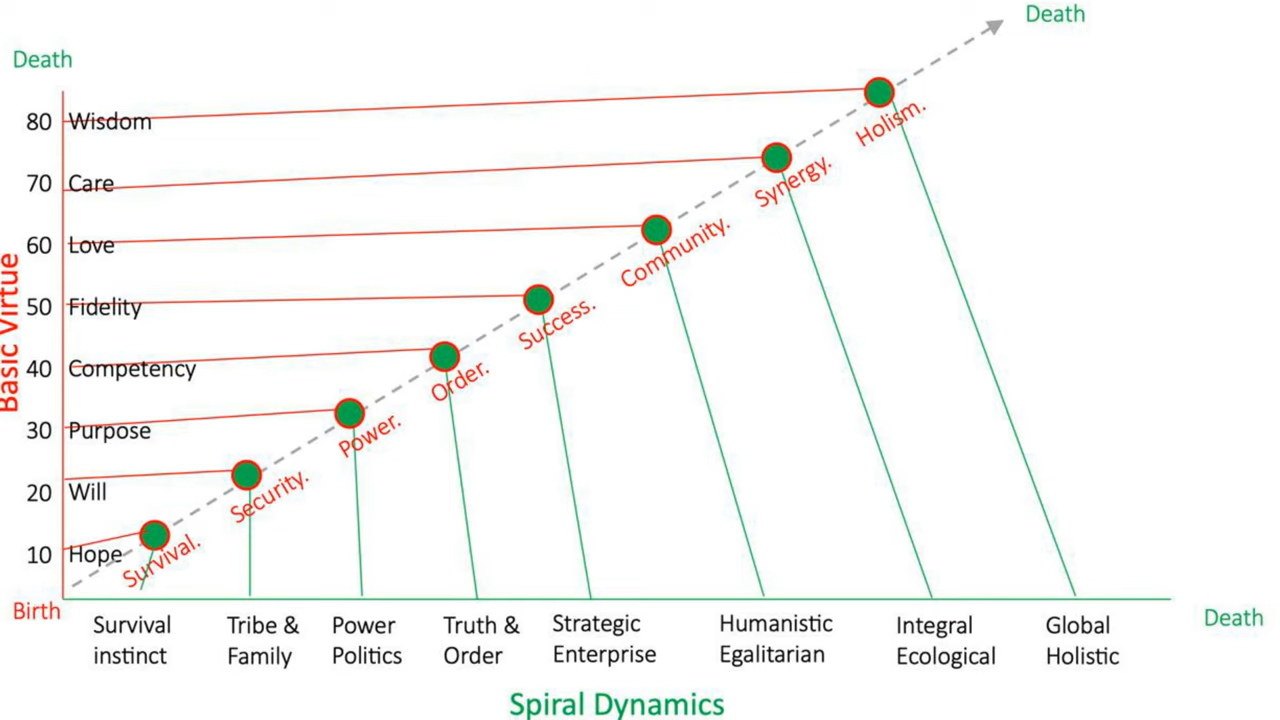 Death
Death
80 Wisdom
Holism.
70 Care
Synergy.
60 Love
Community.
50 Fidelity
Success.
40 Competency
Order.
30 Purpose
Power.
20 Will
Security.
10 Hope
Survival.
Basic Virtue
Birth
Death
Survival instinct
Tribe & Family
Power Politics
Truth & Order
Strategic Enterprise
Humanistic Egalitarian
Integral Ecological
Global Holistic
Spiral Dynamics